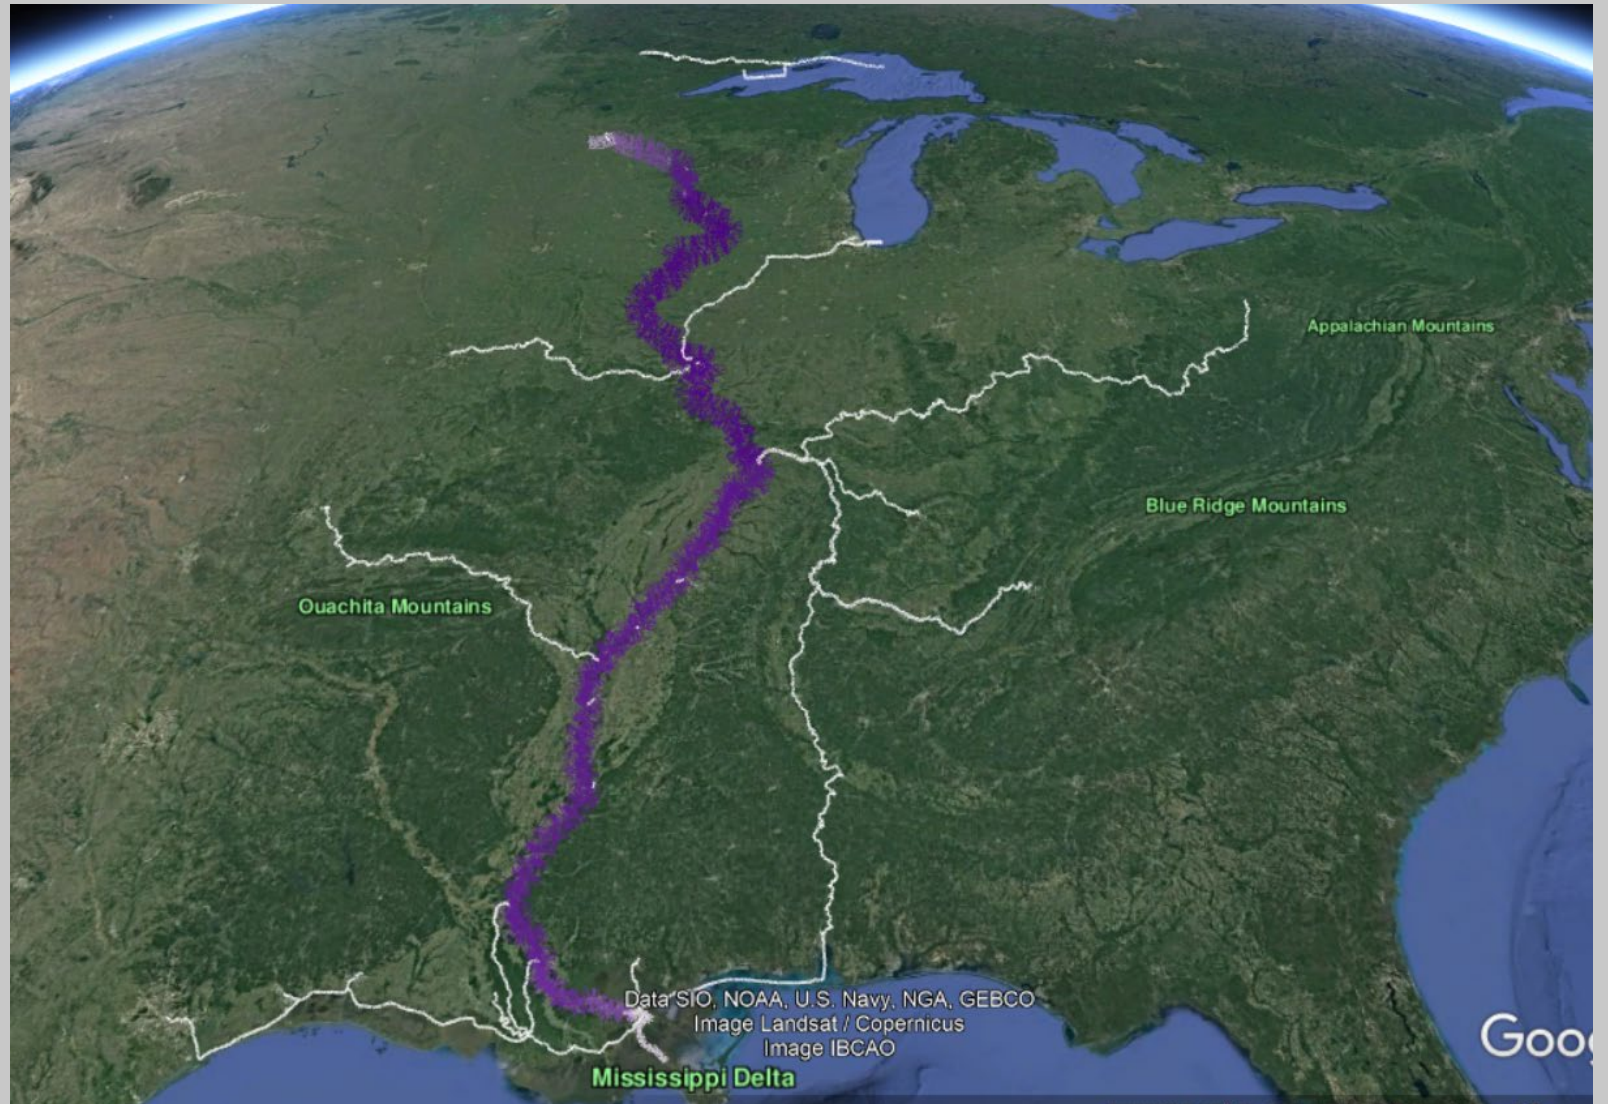 Appalachian Mountains
Blue Ridge Mountains
Ouachita Mountains
Data SIO, NOAA, U.S. Navy, NGA, GEBCO
Image Landsat / Copernicus
Image IBCAO
Goo
Mississippi Delta